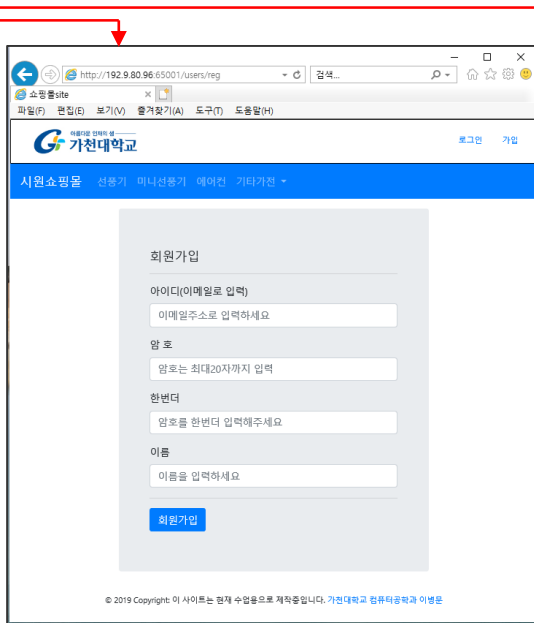 http://192.9.80.96:65001/users/reg
검색...
쇼핑몰site
파일(F) 편집(E) 보기(V) 즐겨찾기(A) 도구(T) 도움말(H)
가천대학교
로그인 가입
시원쇼핑몰 선풍기 미니선풍기 에어컨 기타가전
회원가입
아이디(이메일로 입력)
이메일주소로 입력하세요
암 호
암호는 최대20자까지 입력
한번더
암호를 한번더 입력해주세요
이름
이름을 입력하세요
회원가입
© 2019 Copyright: 이 사이트는 현재 수업용으로 제작중입니다. 가천대학교 컴퓨터공학과 이병문